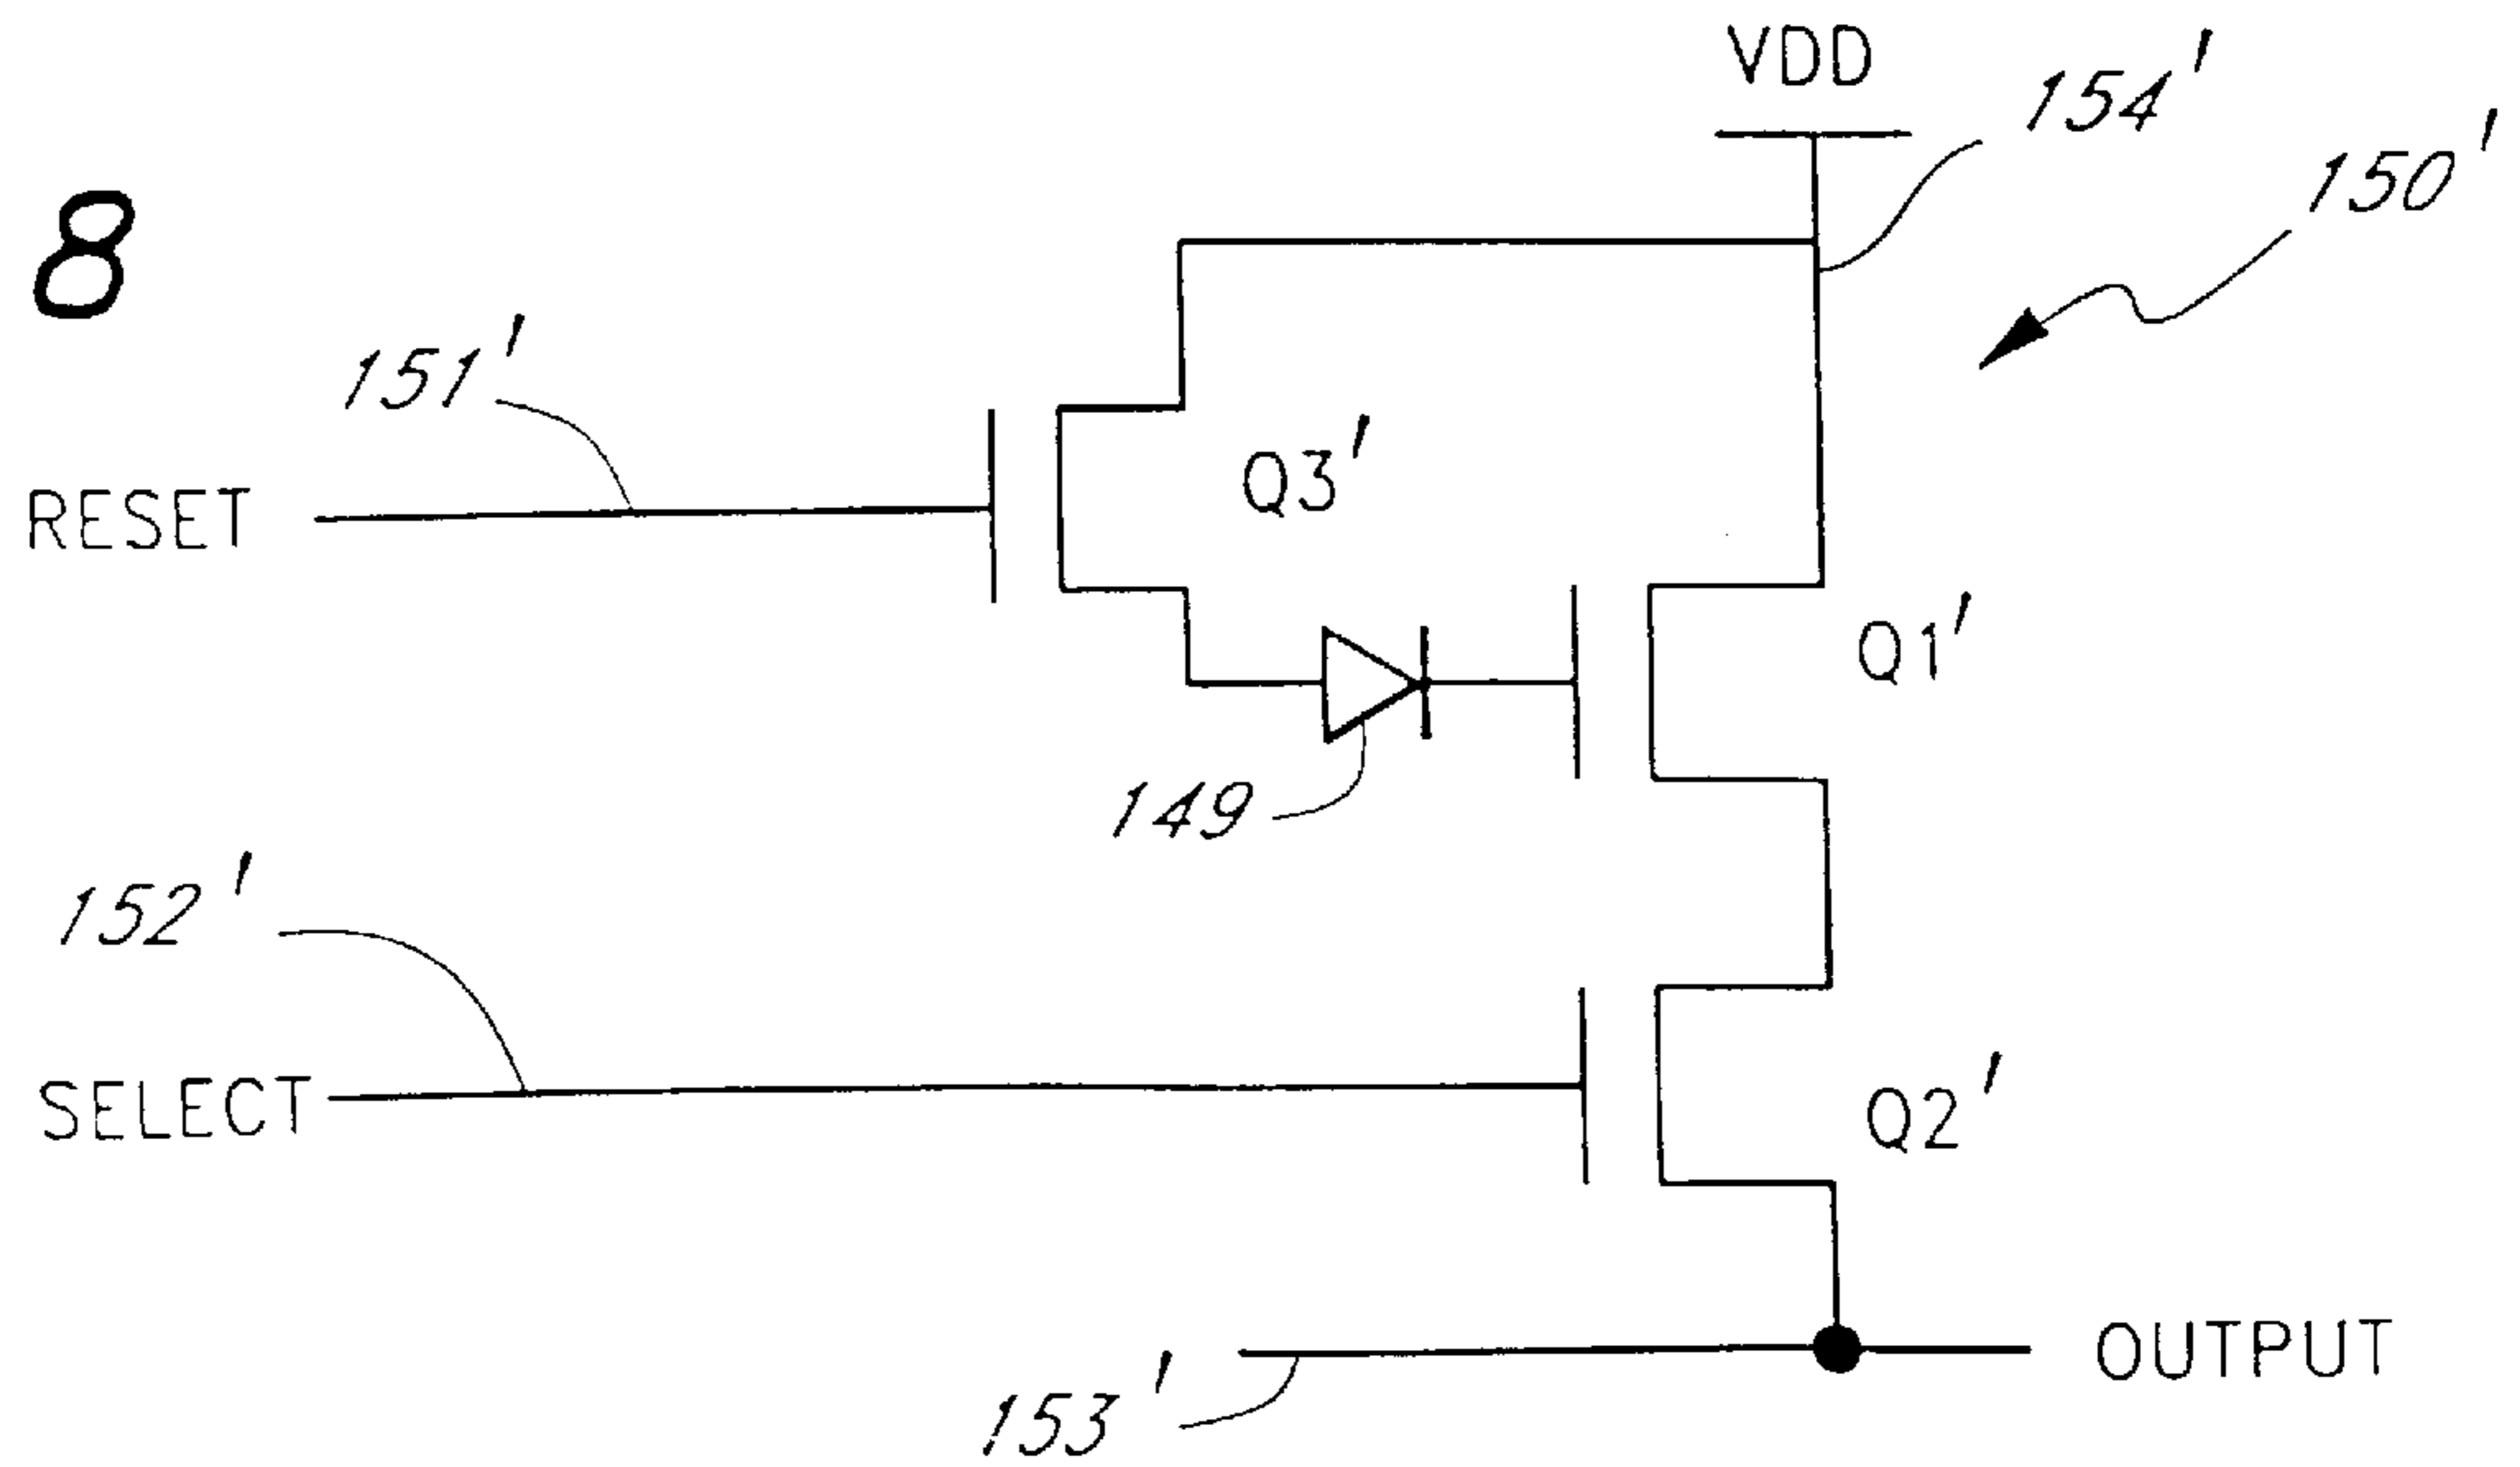 VDD
154'
150'
8
151'
RESET
Q3'
Q1'
149
152'
SELECT
Q2'
OUTPUT
153'